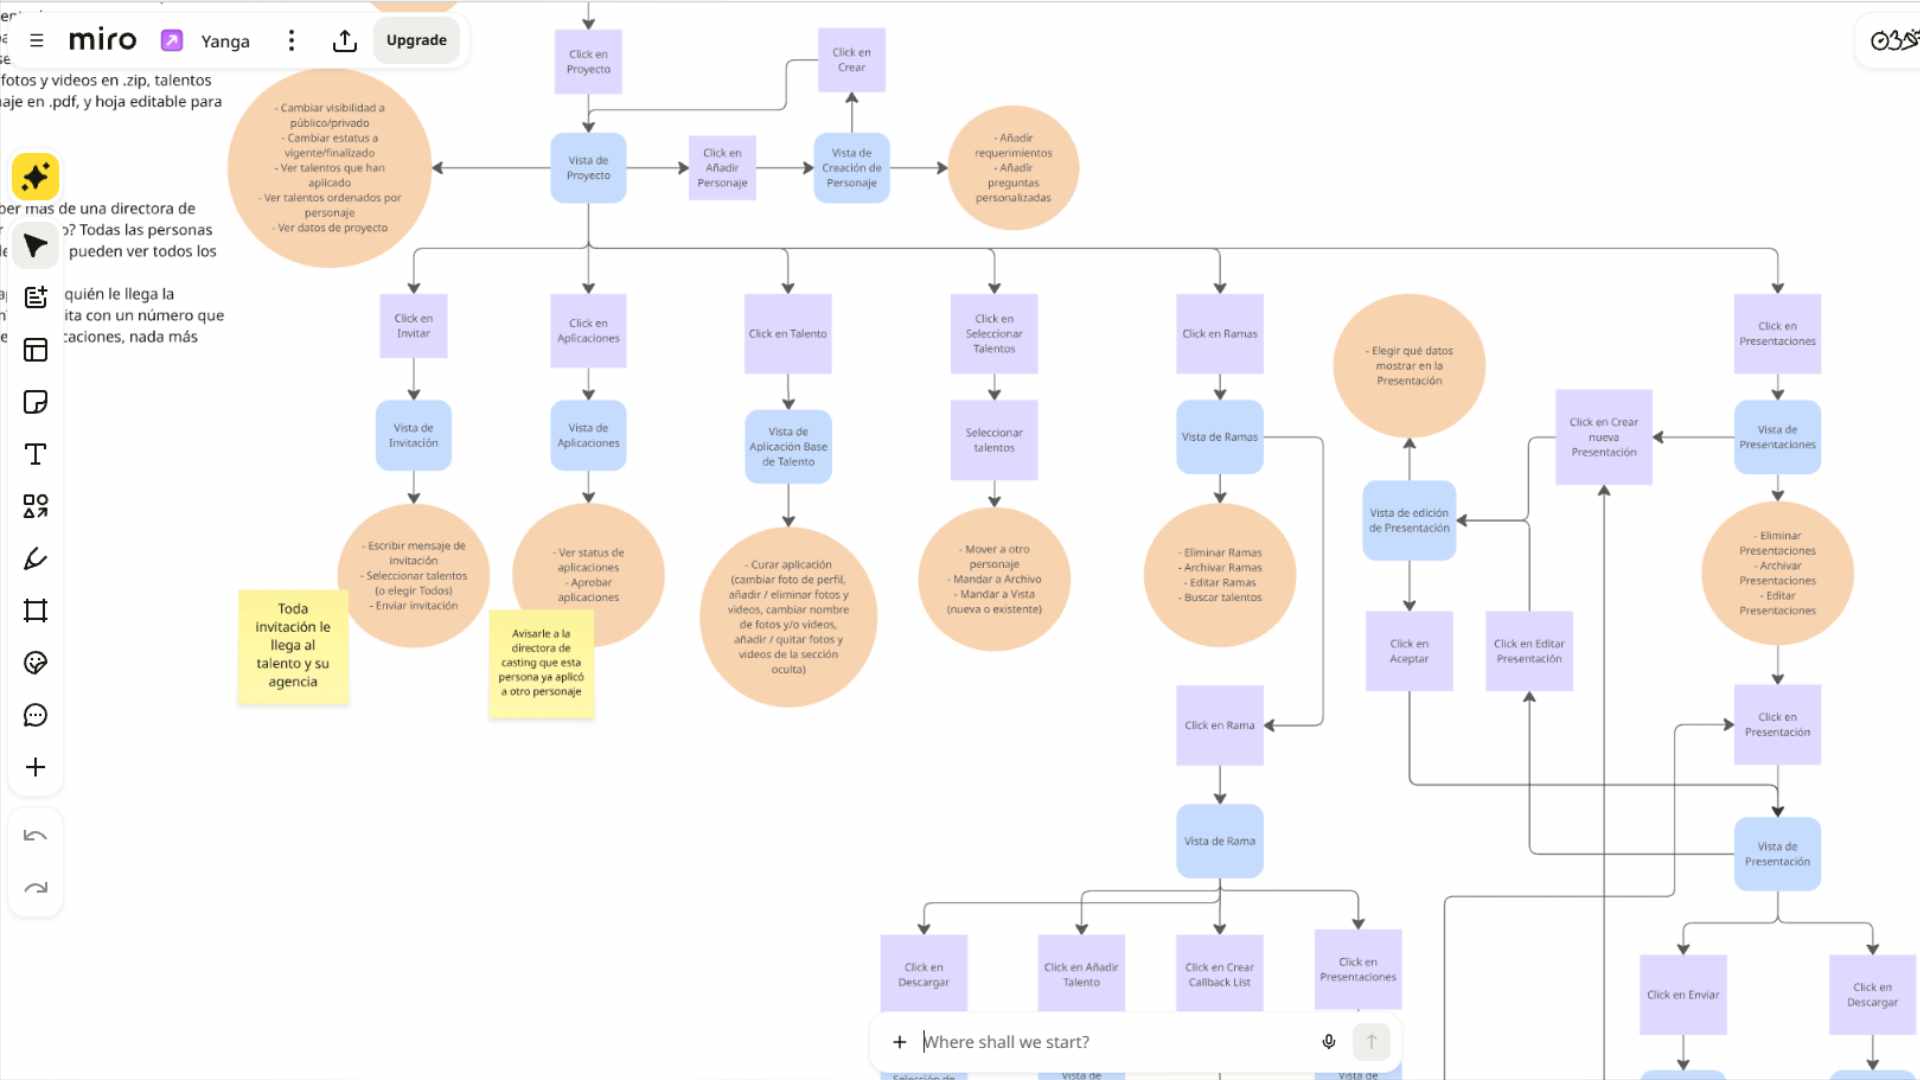 miro
Yanga
Upgrade
fotos y videos en .zip, talentos
aje en .pdf, y hoja editable para
ber más de una directora de
o? Todas las personas
pueden ver todos los
quién le llega la
ita con un número que
caciones, nada más
Click en
Proyecto
Click en
Crear
- Cambiar visibilidad a
público/privado
- Cambiar estatus a
vigente/finalizado
- Ver talentos que han
aplicado
- Ver talentos ordenados por
personaje
- Ver datos de proyecto
Vista de
Proyecto
Click en
Añadir
Personaje
Vista de
Creación de
Personaje
- Añadir
requerimientos
- Añadir
preguntas
personalizadas
Click en
Invitar
Click en
Aplicaciones
Click en Talento
Click en
Seleccionar
Talentos
Click en Ramas
- Elegir qué datos
mostrar en la
Presentación
Click en
Presentaciones
Vista de
Invitación
Vista de
Aplicaciones
Vista de
Aplicación Base
de Talento
Seleccionar
talentos
Vista de Ramas
Click en Crear
nueva
Presentación
Vista de
Presentaciones
Vista de edición
de Presentación
- Escribir mensaje de
invitación
- Seleccionar talentos
(o elegir Todos)
- Enviar invitación
- Ver status de
aplicaciones
- Aprobar
aplicaciones
- Curar aplicación
(cambiar foto de perfil,
añadir / eliminar fotos y
videos, cambiar nombre
de fotos y/o videos,
añadir / quitar fotos y
videos de la sección
oculta)
- Mover a otro
personaje
- Mandar a Archivo
- Mandar a Vista
(nueva o existente)
- Eliminar Ramas
- Archivar Ramas
- Editar Ramas
- Buscar talentos
- Eliminar
Presentaciones
- Archivar
Presentaciones
- Editar
Presentaciones
Toda
invitación le
llega al
talento y su
agencia
Avisarle a la
directora de
casting que esta
persona ya aplicó
a otro personaje
Click en
Aceptar
Click en Editar
Presentación
Click en Rama
Click en
Presentación
Vista de Rama
Vista de
Presentación
Click en
Descargar
Click en Añadir
Talento
Click en Crear
Callback List
Click en
Presentaciones
Click en Enviar
Click en
Descargar
Where shall we start?
Selección de
Vista de
Vista de